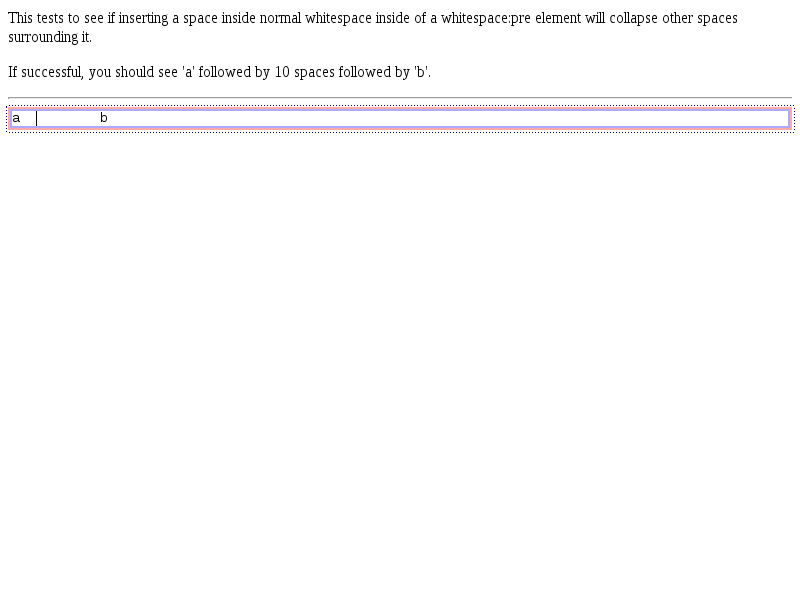 This tests to see if inserting a space inside normal whitespace inside of a whitespace:pre element will collapse other spaces
surrounding it.
If successful, you should see 'a' followed by 10 spaces followed by 'b'.
a          b